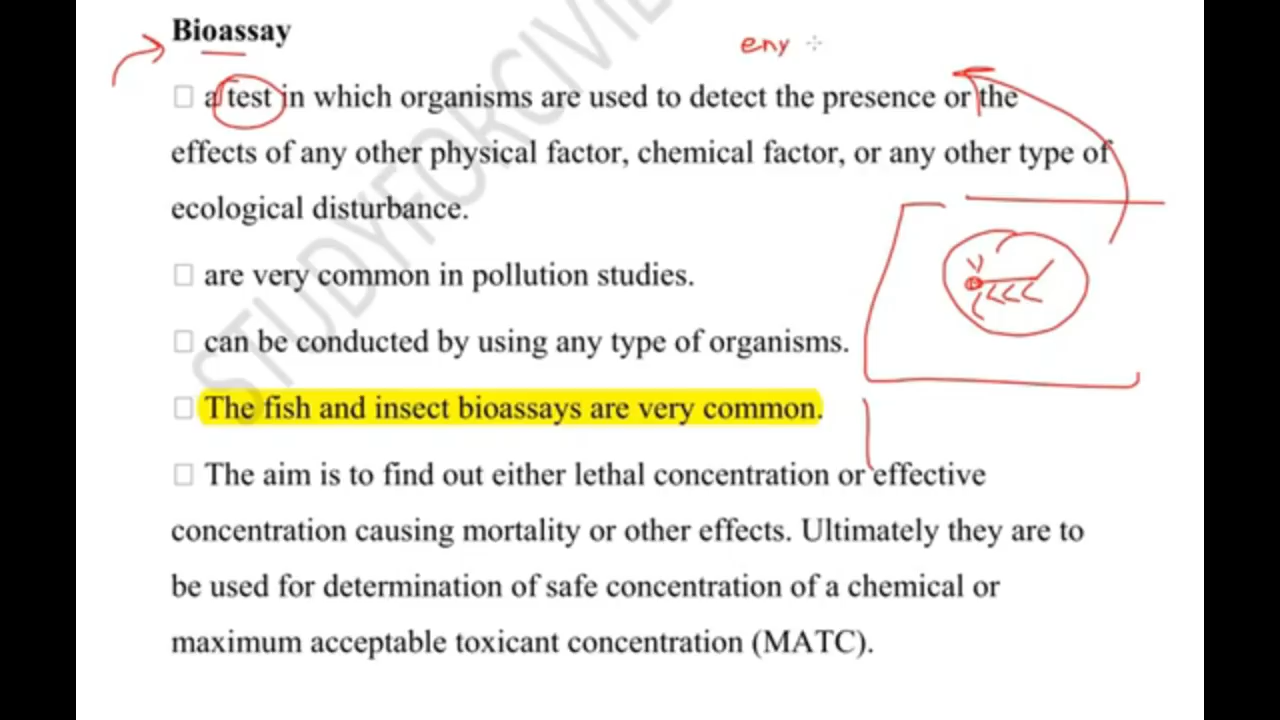 Bioassay
eny
□ a test in which organisms are used to detect the presence or the
effects of any other physical factor, chemical factor, or any other type of
ecological disturbance.
□ are very common in pollution studies.
□ can be conducted by using any type of organisms.
□ The fish and insect bioassays are very common.
□ The aim is to find out either lethal concentration or effective
concentration causing mortality or other effects. Ultimately they are to
be used for determination of safe concentration of a chemical or
maximum acceptable toxicant concentration (MATC).
STUDYFORCIVIL